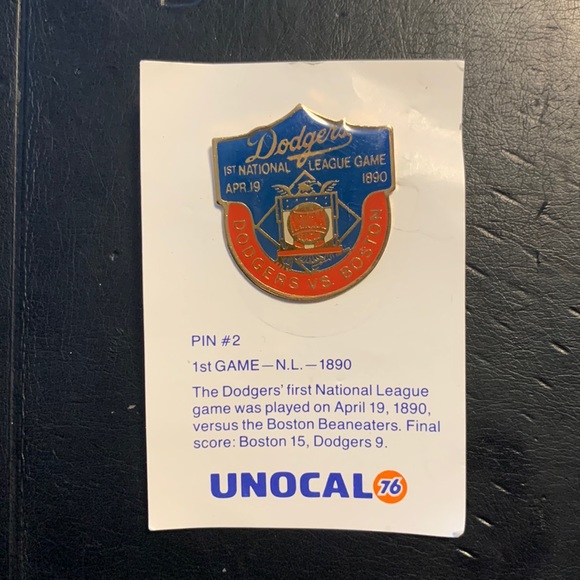 Dodgers
1ST NATIONAL LEAGUE GAME
APR. 19 1890
DODGERS VS. BOSTON
PIN #2
1st GAME—N.L.—1890
The Dodgers' first National League
game was played on April 19, 1890,
versus the Boston Beaneaters. Final
score: Boston 15, Dodgers 9.
UNOCAL 76